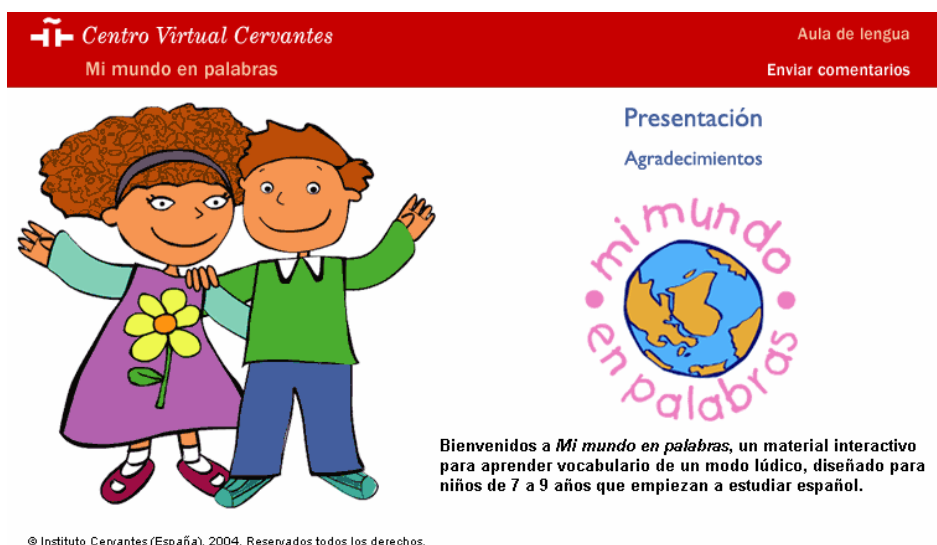 Centro Virtual Cervantes
Aula de lengua
Mi mundo en palabras
Enviar comentarios
Presentación
Agradecimientos
mi mundo
en palabras
Bienvenidos a Mi mundo en palabras, un material interactivo
para aprender vocabulario de un modo lúdico, diseñado para
niños de 7 a 9 años que empiezan a estudiar español.
© Instituto Cervantes (España), 2004. Reservados todos los derechos.